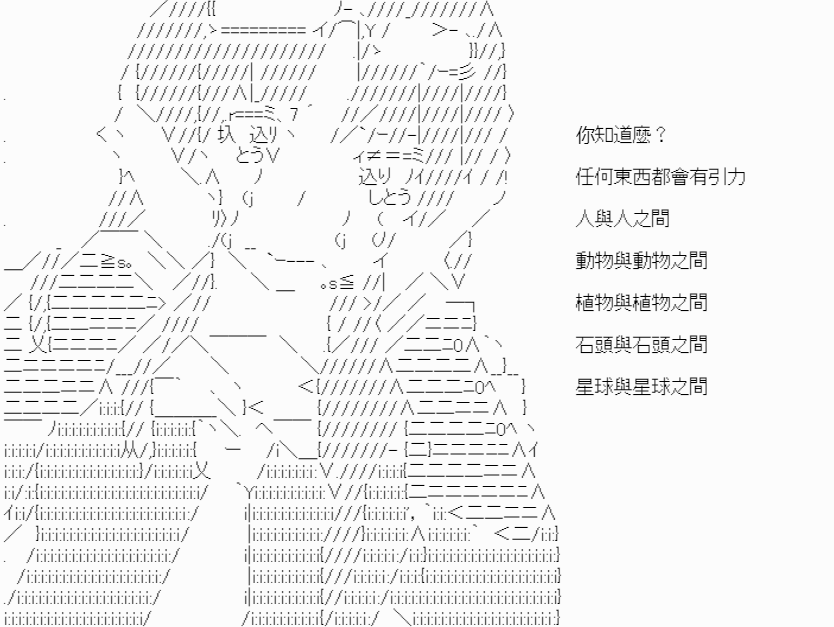 你知道麼？
任何東西都會有引力
人與人之間
動物與動物之間
植物與植物之間
石頭與石頭之間
星球與星球之間